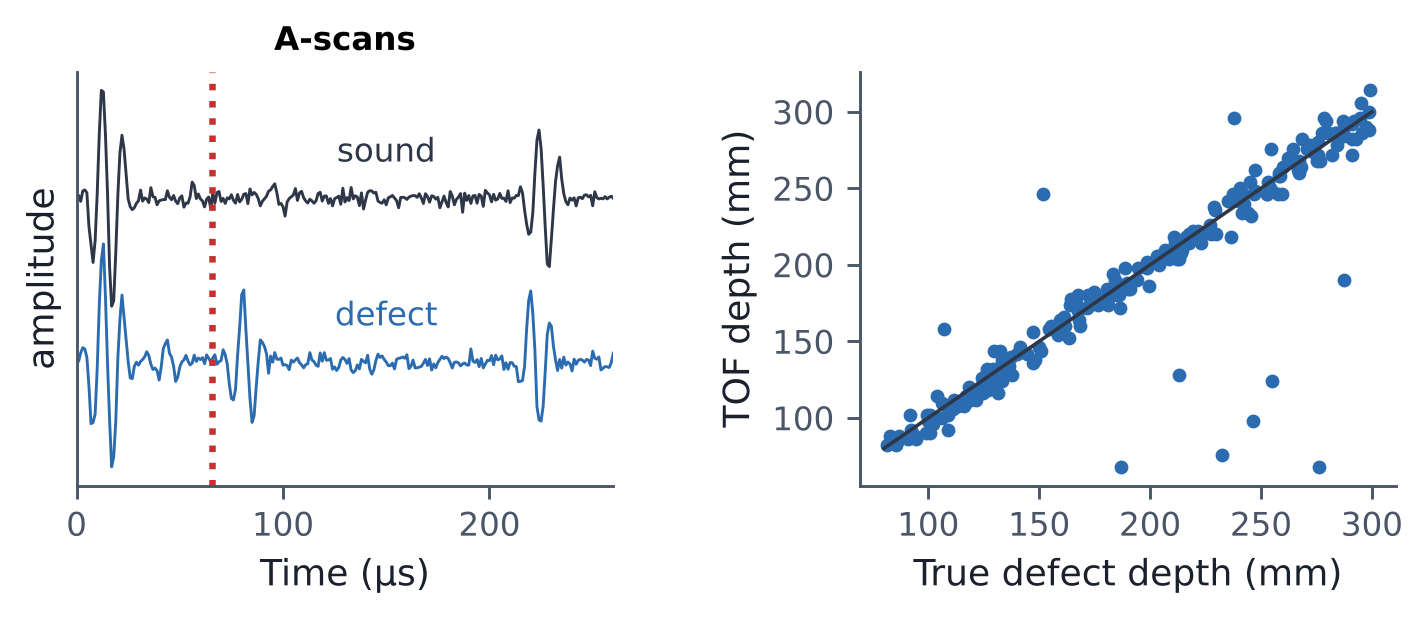 A-scans
amplitude
sound
defect
0 100 200
Time (µs)
TOF depth (mm)
300
250
200
150
100
100 150 200 250 300
True defect depth (mm)